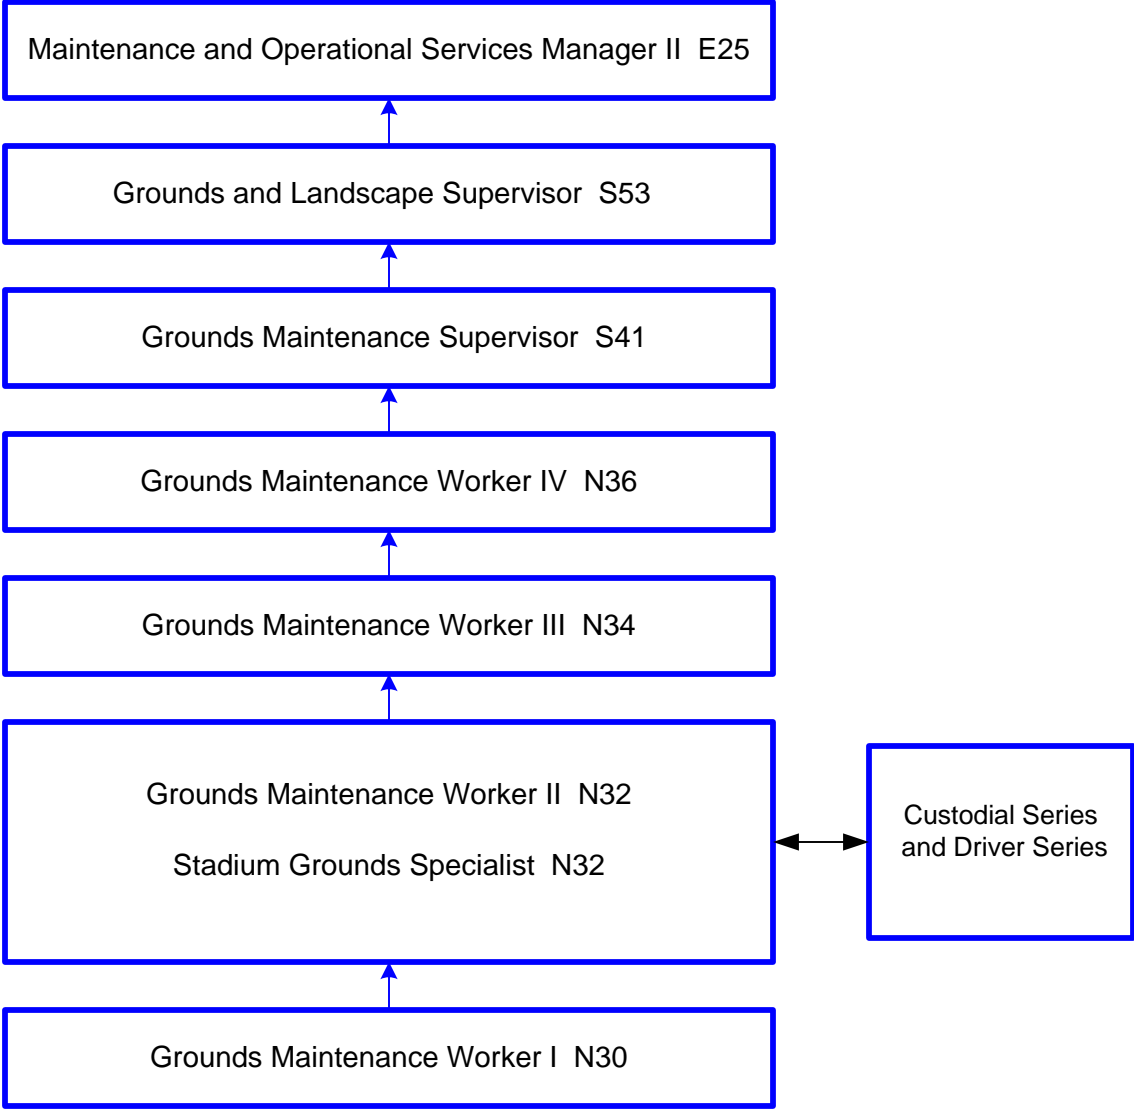 Maintenance and Operational Services Manager II E25
Grounds and Landscape Supervisor S53
Grounds Maintenance Supervisor S41
Grounds Maintenance Worker IV N36
Grounds Maintenance Worker III N34
Grounds Maintenance Worker II N32
Stadium Grounds Specialist N32
Custodial Series
and Driver Series
Grounds Maintenance Worker I N30